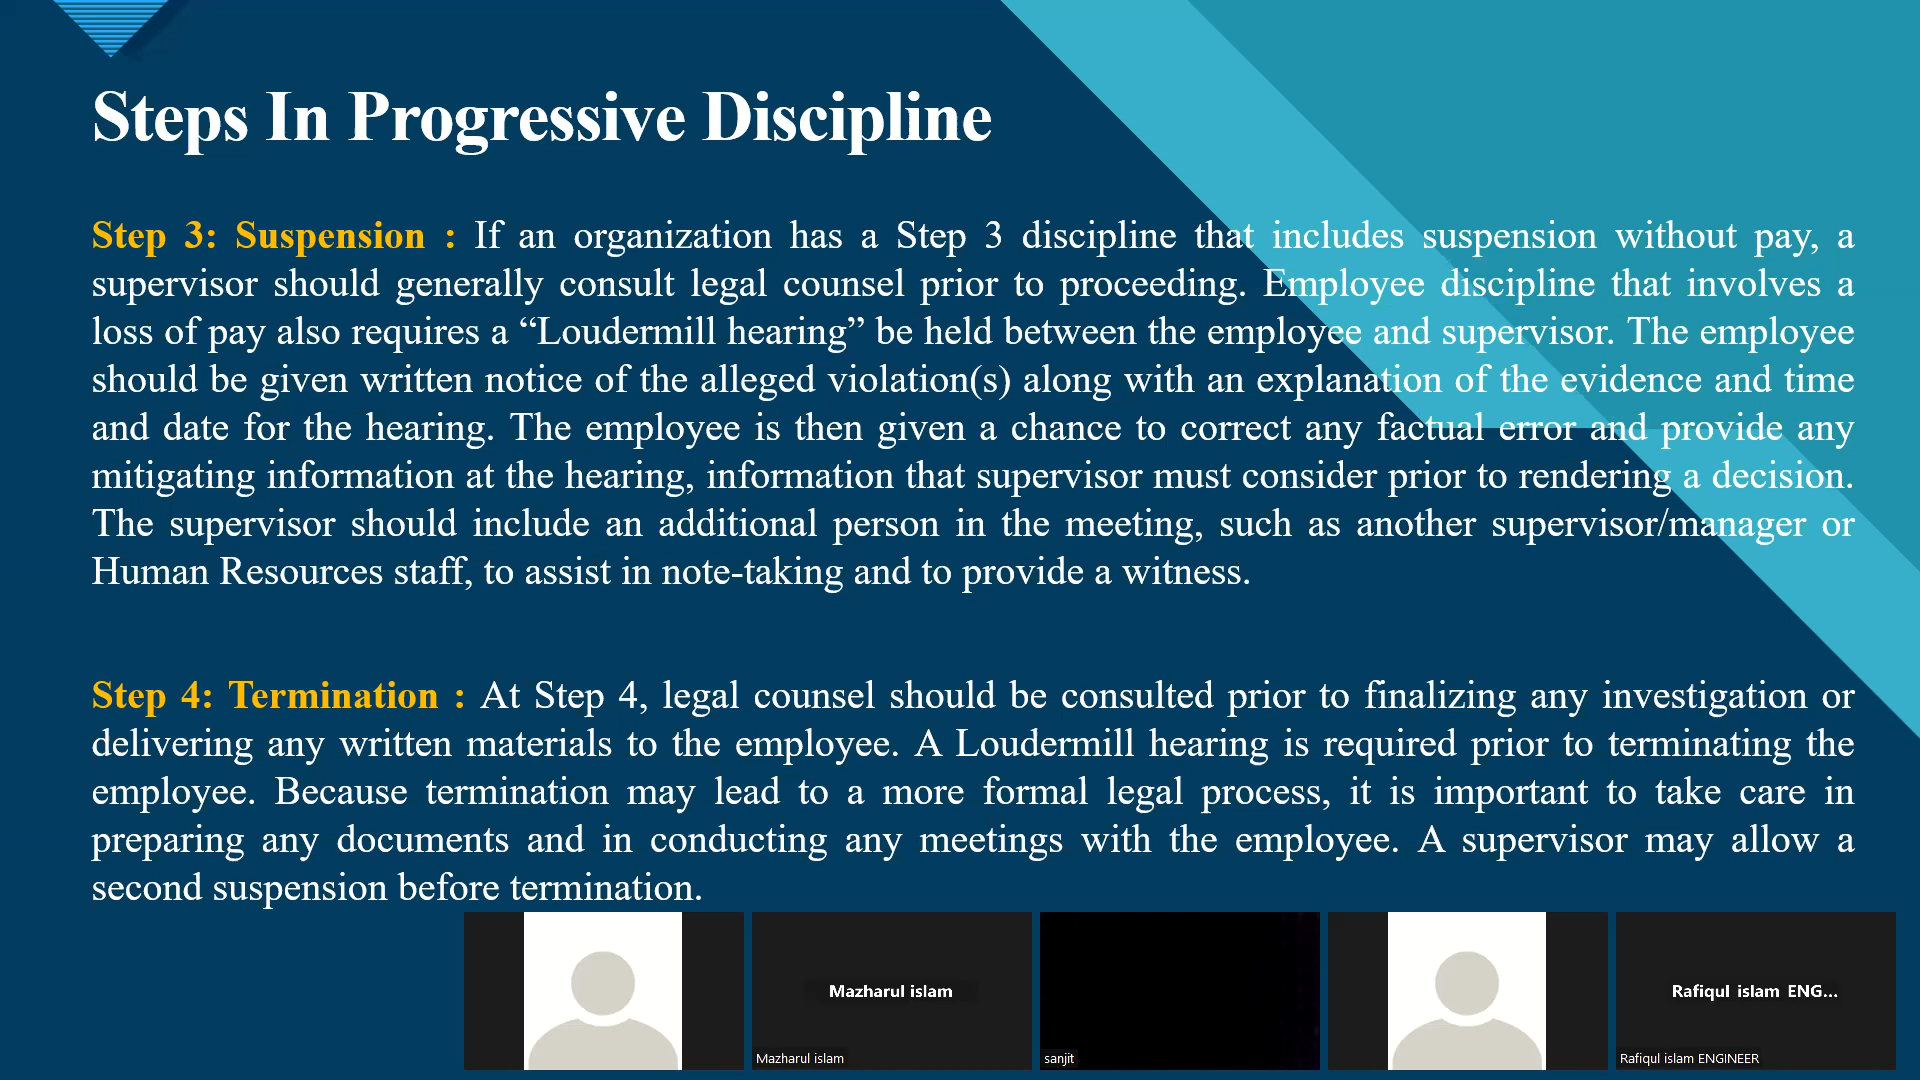 Steps In Progressive Discipline
Step 3: Suspension : If an organization has a Step 3 discipline that includes suspension without pay, a
supervisor should generally consult legal counsel prior to proceeding. Employee discipline that involves a
loss of pay also requires a “Loudermill hearing” be held between the employee and supervisor. The employee
should be given written notice of the alleged violation(s) along with an explanation of the evidence and time
and date for the hearing. The employee is then given a chance to correct any factual error and provide any
mitigating information at the hearing, information that supervisor must consider prior to rendering a decision.
The supervisor should include an additional person in the meeting, such as another supervisor/manager or
Human Resources staff, to assist in note-taking and to provide a witness.
Step 4: Termination : At Step 4, legal counsel should be consulted prior to finalizing any investigation or
delivering any written materials to the employee. A Loudermill hearing is required prior to terminating the
employee. Because termination may lead to a more formal legal process, it is important to take care in
preparing any documents and in conducting any meetings with the employee. A supervisor may allow a
second suspension before termination.
Mazharul islam
Rafiqul islam ENG...
Mazharul islam
sanjit
Rafiqul islam ENGINEER